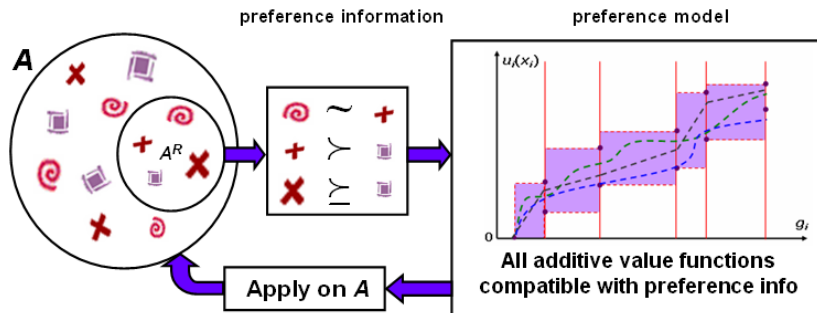 preference information
preference model
A
A^R
~
≻
≽
u_i(x_i)
0
g_i
All additive value functions
compatible with preference info
Apply on A